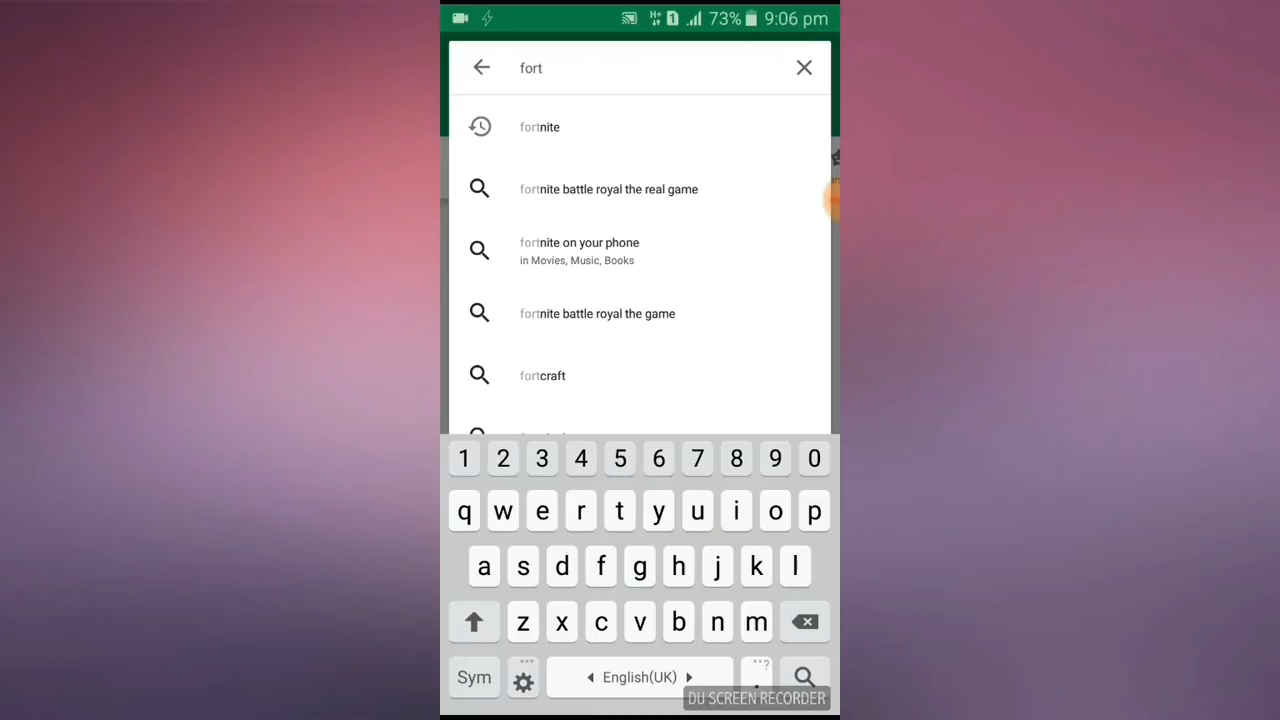 1 73% 9:06 pm
fort
fortnite
fortnite battle royal the real game
fortnite on your phone
in Movies, Music, Books
fortnite battle royal the game
fortcraft
1 2 3 4 5 6 7 8 9 0
q w e r t y u i o p
a s d f g h j k l
z x c v b n m
Sym English(UK) . ?
DU SCREEN RECORDER